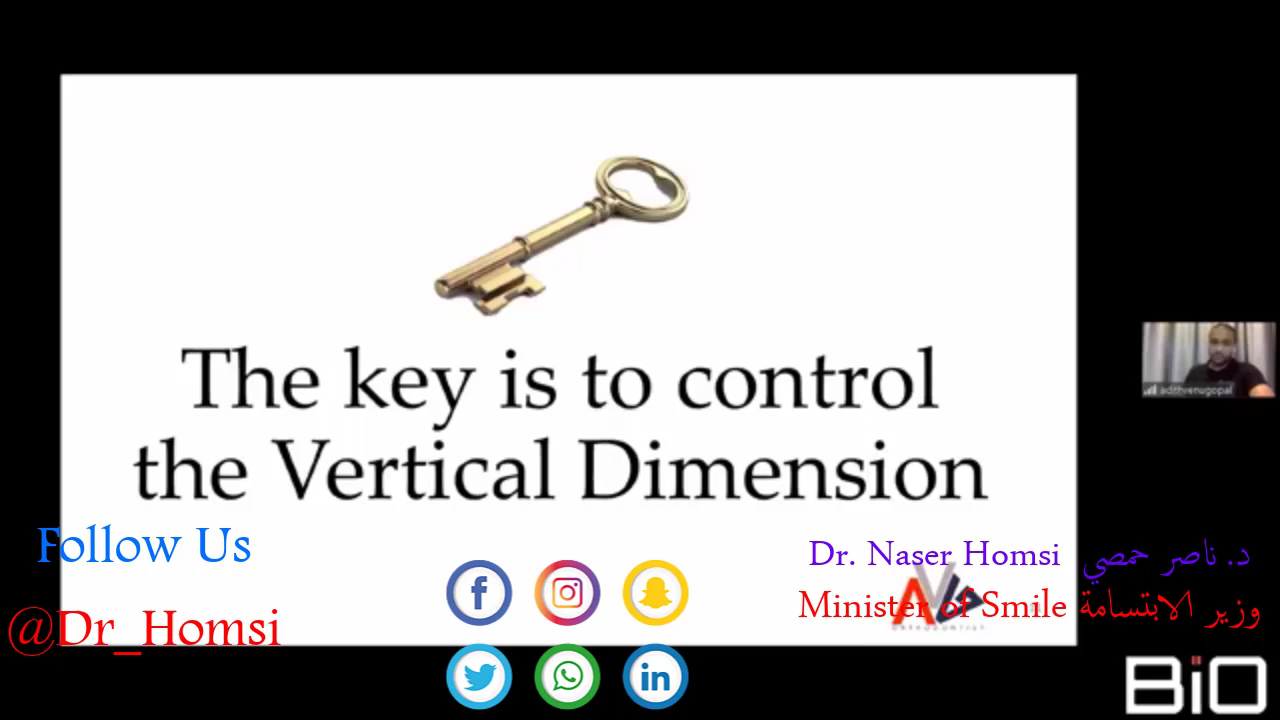 The key is to control
the Vertical Dimension
adityenugopal
Follow Us
@Dr_Homsi
Dr. Naser Homsi د. ناصر حمصي
Minister of Smile وزير الابتسامة
BiO